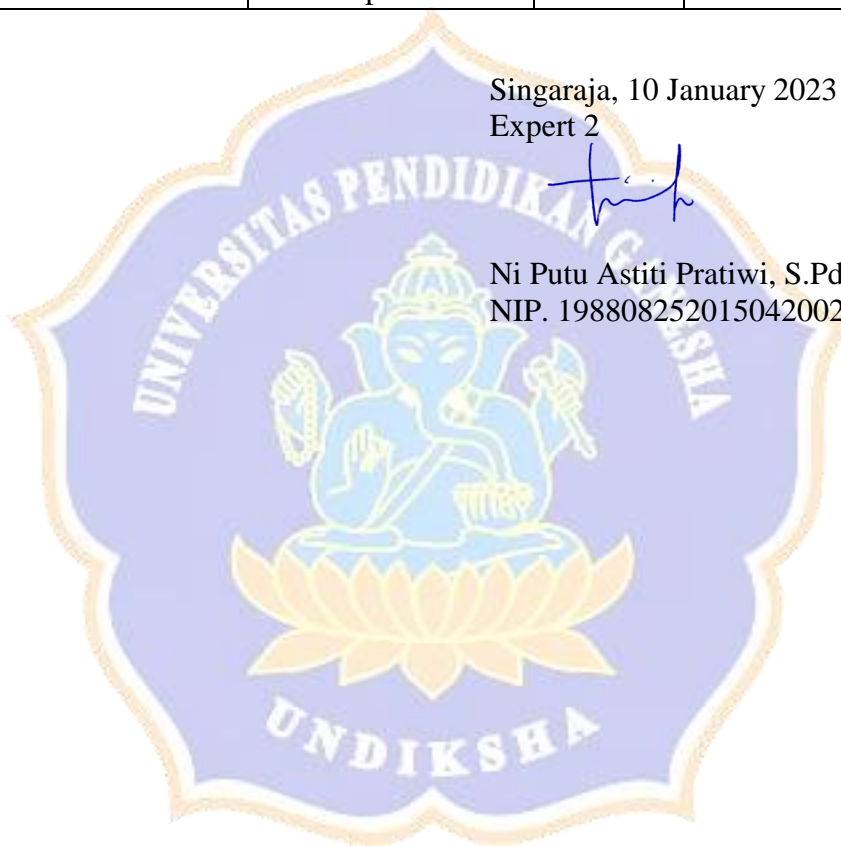 Singaraja, 10 January 2023
Expert 2
Ni Putu Astiti Pratiwi, S.Pd
NIP. 198808252015042002
UNIVERSITAS PENDIDIKAN GANESHA
UNDIKSHA